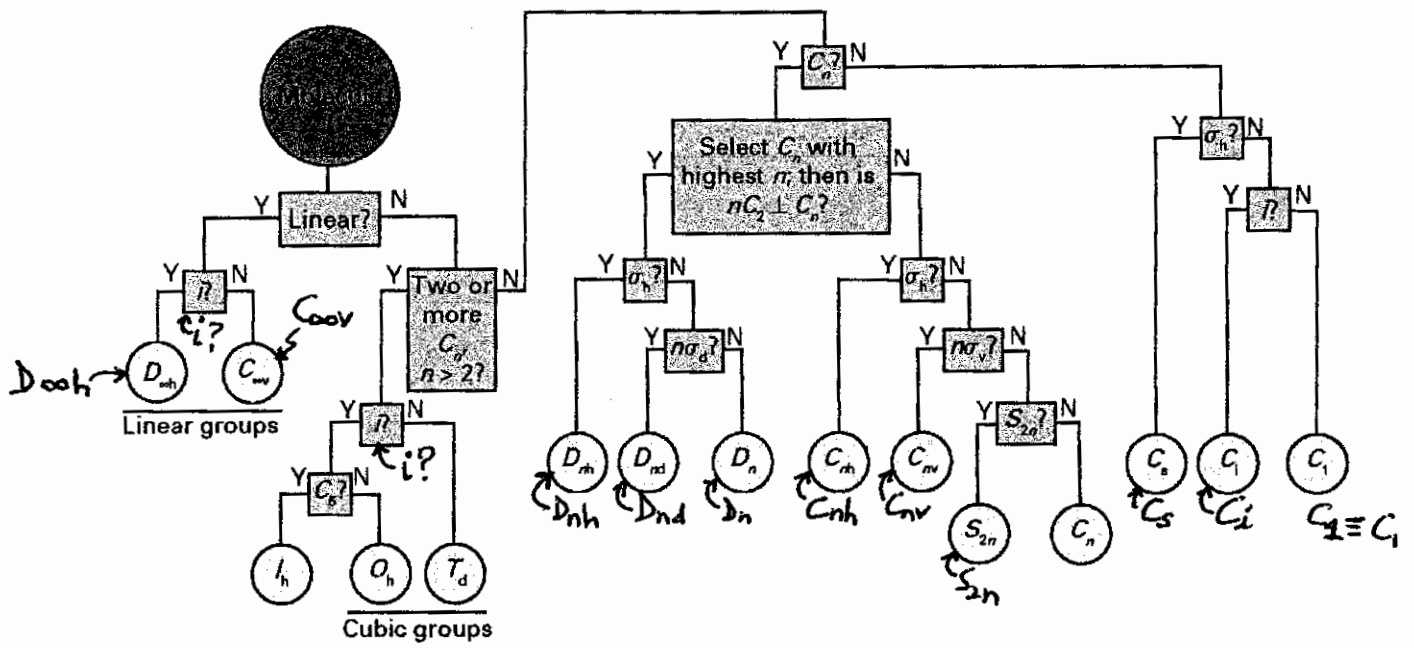 Molecule
Y Linear? N
Y i? N
i?
C∞v
D∞h
D∞h
C∞v
Linear groups
Y Two or more Cn, n > 2? N
Y i? N
i?
Y C5? N
Ih
Oh
Td
Cubic groups
Y Cn? N
Y Select Cn with N
highest n, then is
nC2 ⊥ Cn?
Y σh? N
Y nσd? N
Dnh
Dnd
Dn
Dnh
Dnd
Dn
Y σh? N
Y nσv? N
Y S2n? N
Cnh
Cnv
Cnh
Cnv
S2n
Cn
S2n
Y σh? N
Y i? N
Cs
Ci
C1
Cs
Ci
C1 ≡ C1